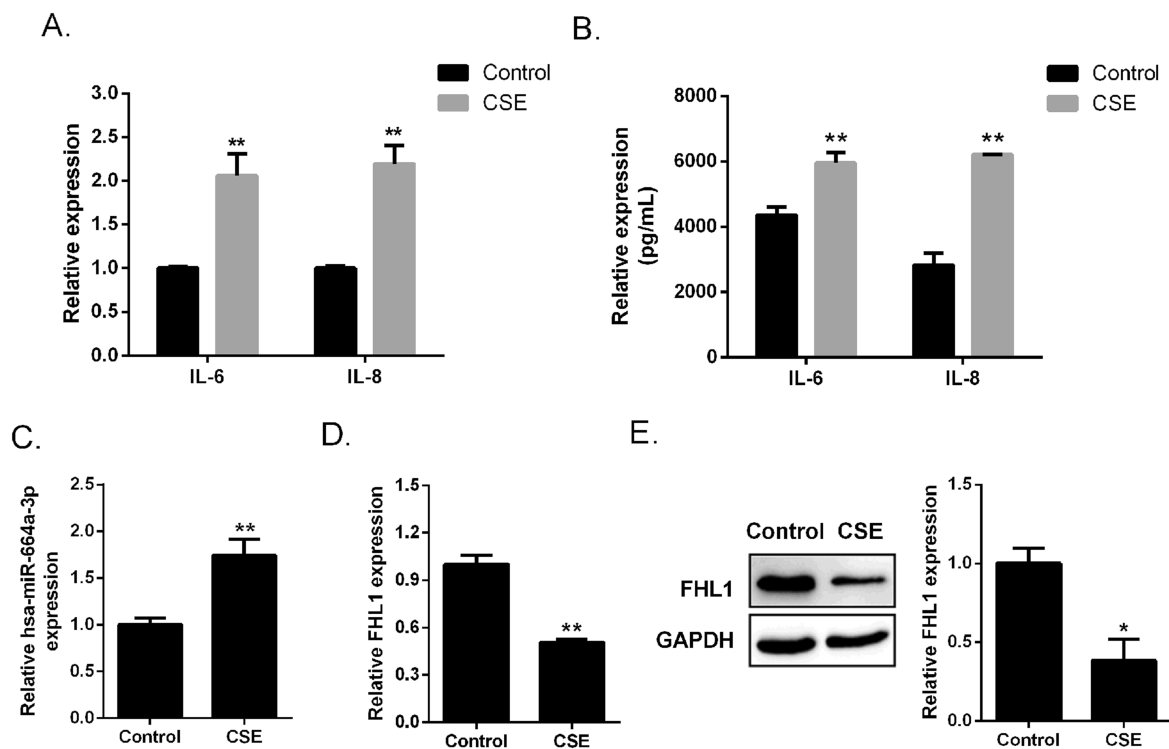 A.
Control
CSE
Relative expression
3.0
2.5
2.0
1.5
1.0
0.5
0.0
**
**
IL-6
IL-8
B.
Control
CSE
Relative expression
(pg/mL)
8000
6000
4000
2000
0
**
**
IL-6
IL-8
C.
Relative hsa-miR-664a-3p
expression
2.5
2.0
1.5
1.0
0.5
0.0
**
Control
CSE
D.
Relative FHL1 expression
1.5
1.2
0.9
0.6
0.3
0.0
**
Control
CSE
E.
Control CSE
FHL1
GAPDH
Relative FHL1 expression
1.5
1.0
0.5
0.0
*
Control
CSE